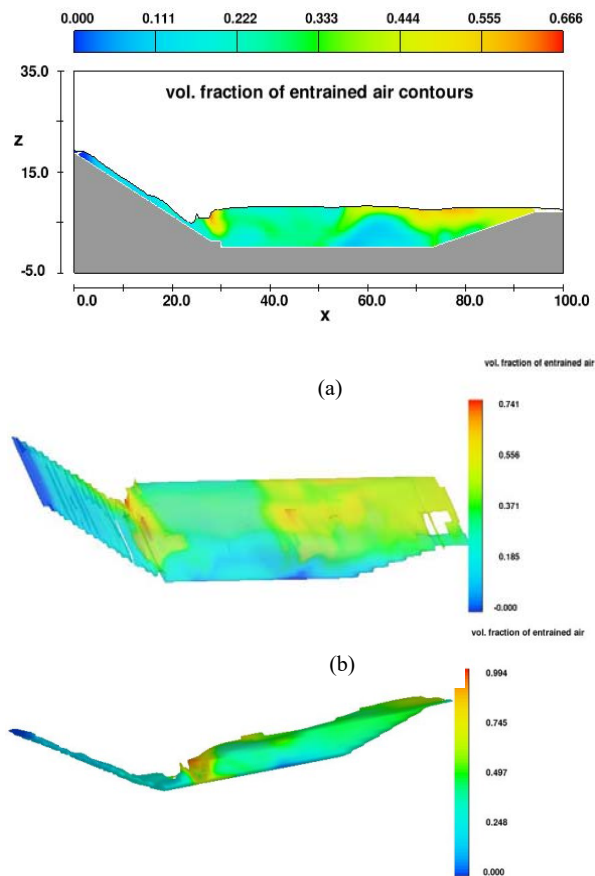 0.000 0.111 0.222 0.333 0.444 0.555 0.666
35.0
vol. fraction of entrained air contours
z
15.0
-5.0
0.0 20.0 40.0 60.0 80.0 100.0
x
vol. fraction of entrained air
(a)
0.741
0.556
0.371
0.185
-0.000
vol. fraction of entrained air
(b)
0.994
0.745
0.497
0.248
0.000